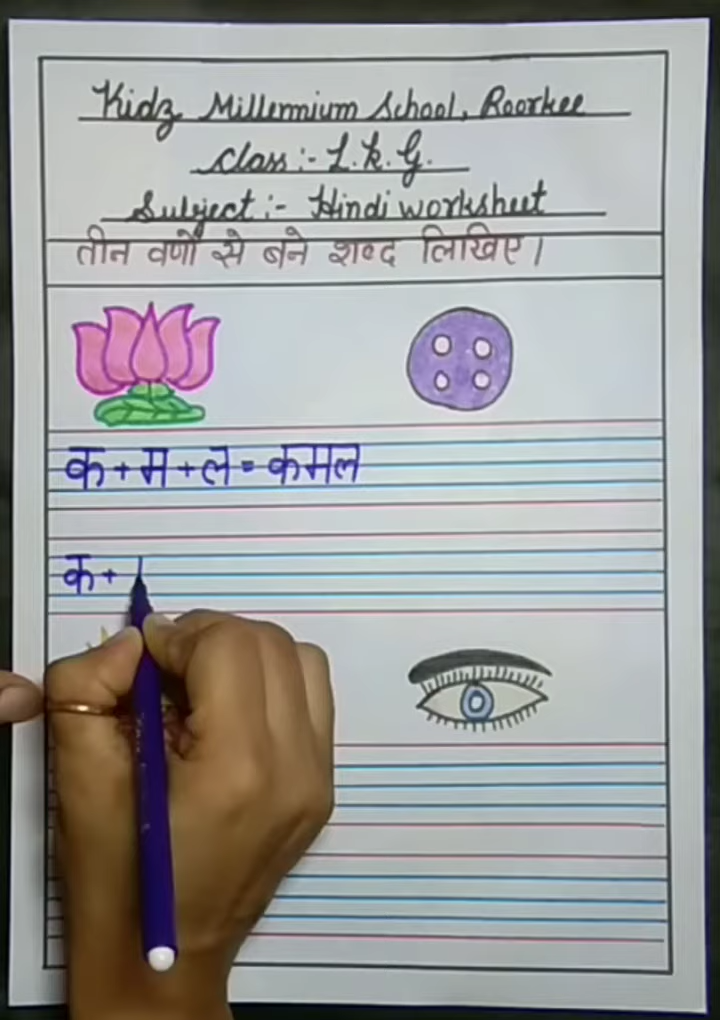 Kidz Millennium School, Roorkee
Class:- L.K.G.
Subject:- Hindi worksheet
तीन वर्णों से बने शब्द लिखिए।
क + म + ल = कमल
क +